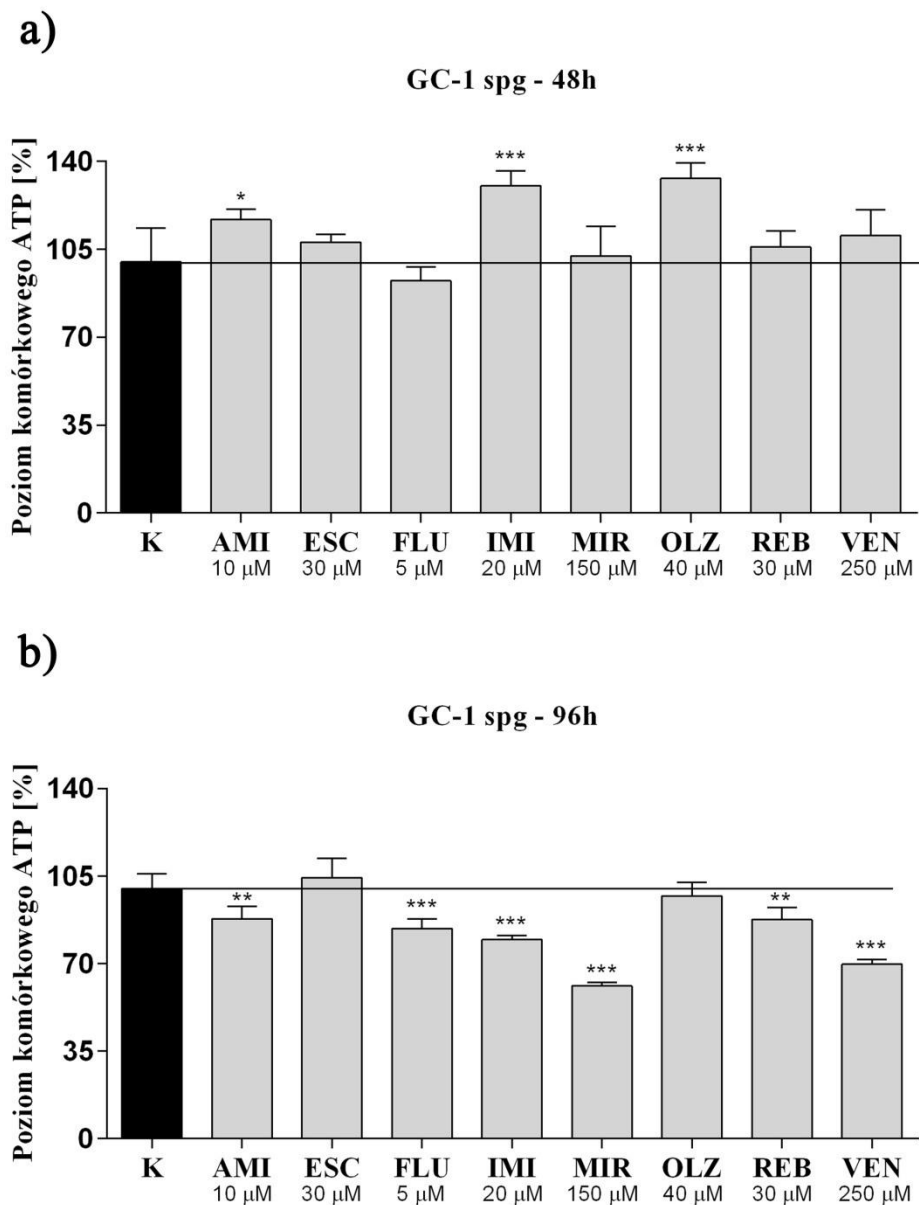 a)
GC-1 spg - 48h
Poziom komórkowego ATP [%]
140
105
70
35
0
* *** ***
K AMI ESC FLU IMI MIR OLZ REB VEN
10 μM 30 μM 5 μM 20 μM 150 μM 40 μM 30 μM 250 μM
b)
GC-1 spg - 96h
Poziom komórkowego ATP [%]
140
105
70
35
0
** *** *** *** ** ***
K AMI ESC FLU IMI MIR OLZ REB VEN
10 μM 30 μM 5 μM 20 μM 150 μM 40 μM 30 μM 250 μM